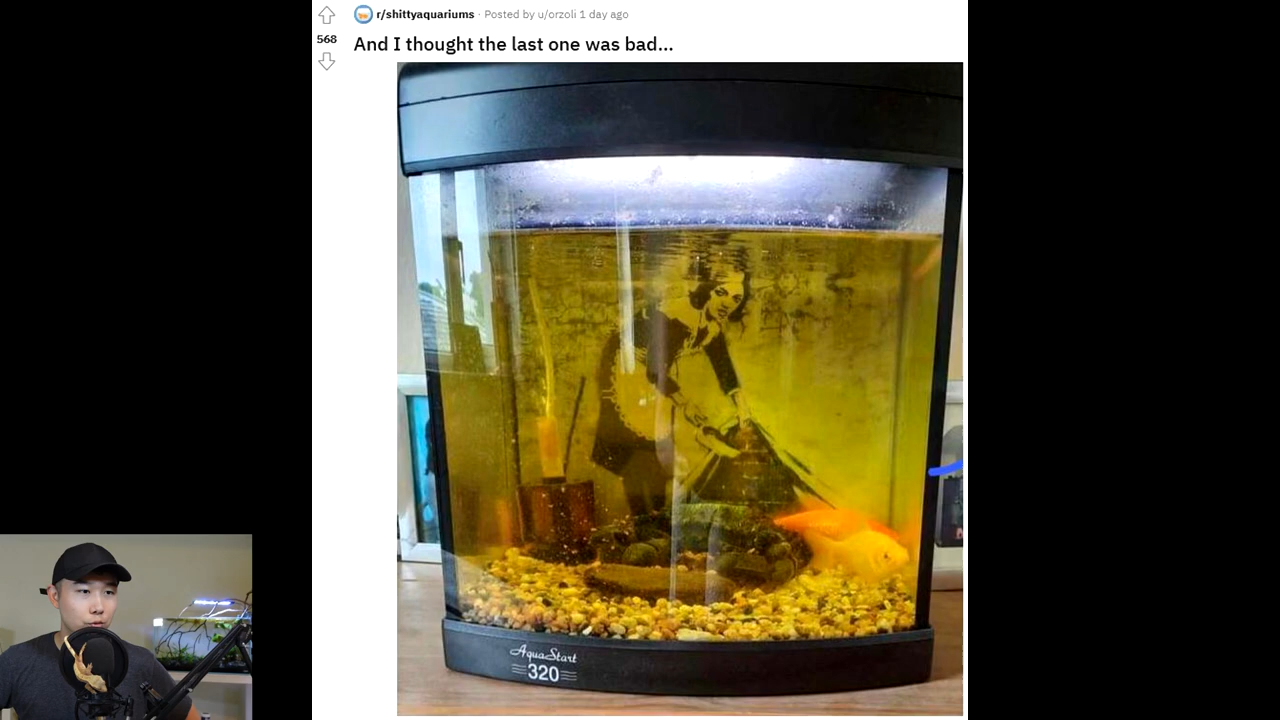 r/shittyaquariums · Posted by u/orzoli 1 day ago
568
And I thought the last one was bad...
AquaStart
320